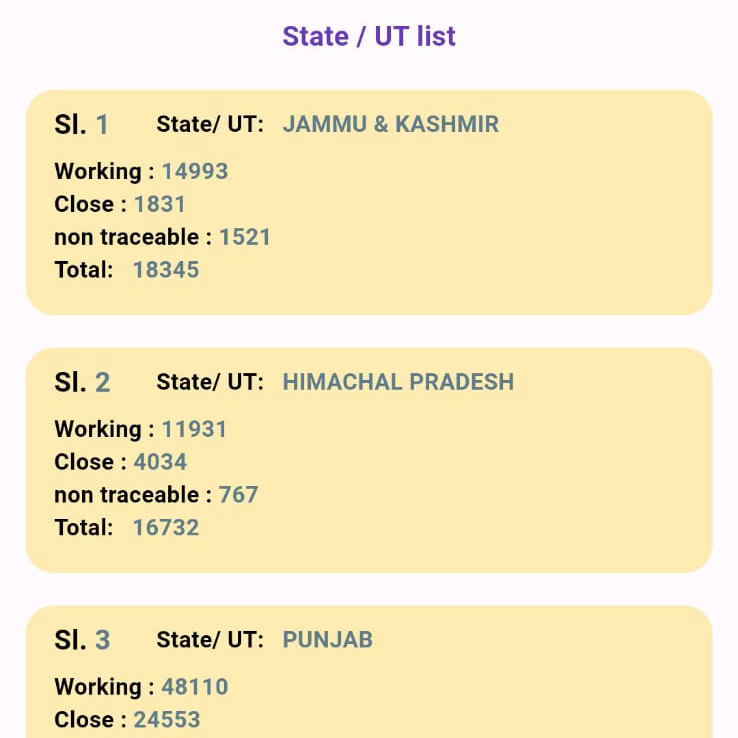 State / UT list
Sl. 1 State/ UT: JAMMU & KASHMIR
Working : 14993
Close : 1831
non traceable : 1521
Total: 18345
Sl. 2 State/ UT: HIMACHAL PRADESH
Working : 11931
Close : 4034
non traceable : 767
Total: 16732
Sl. 3 State/ UT: PUNJAB
Working : 48110
Close : 24553